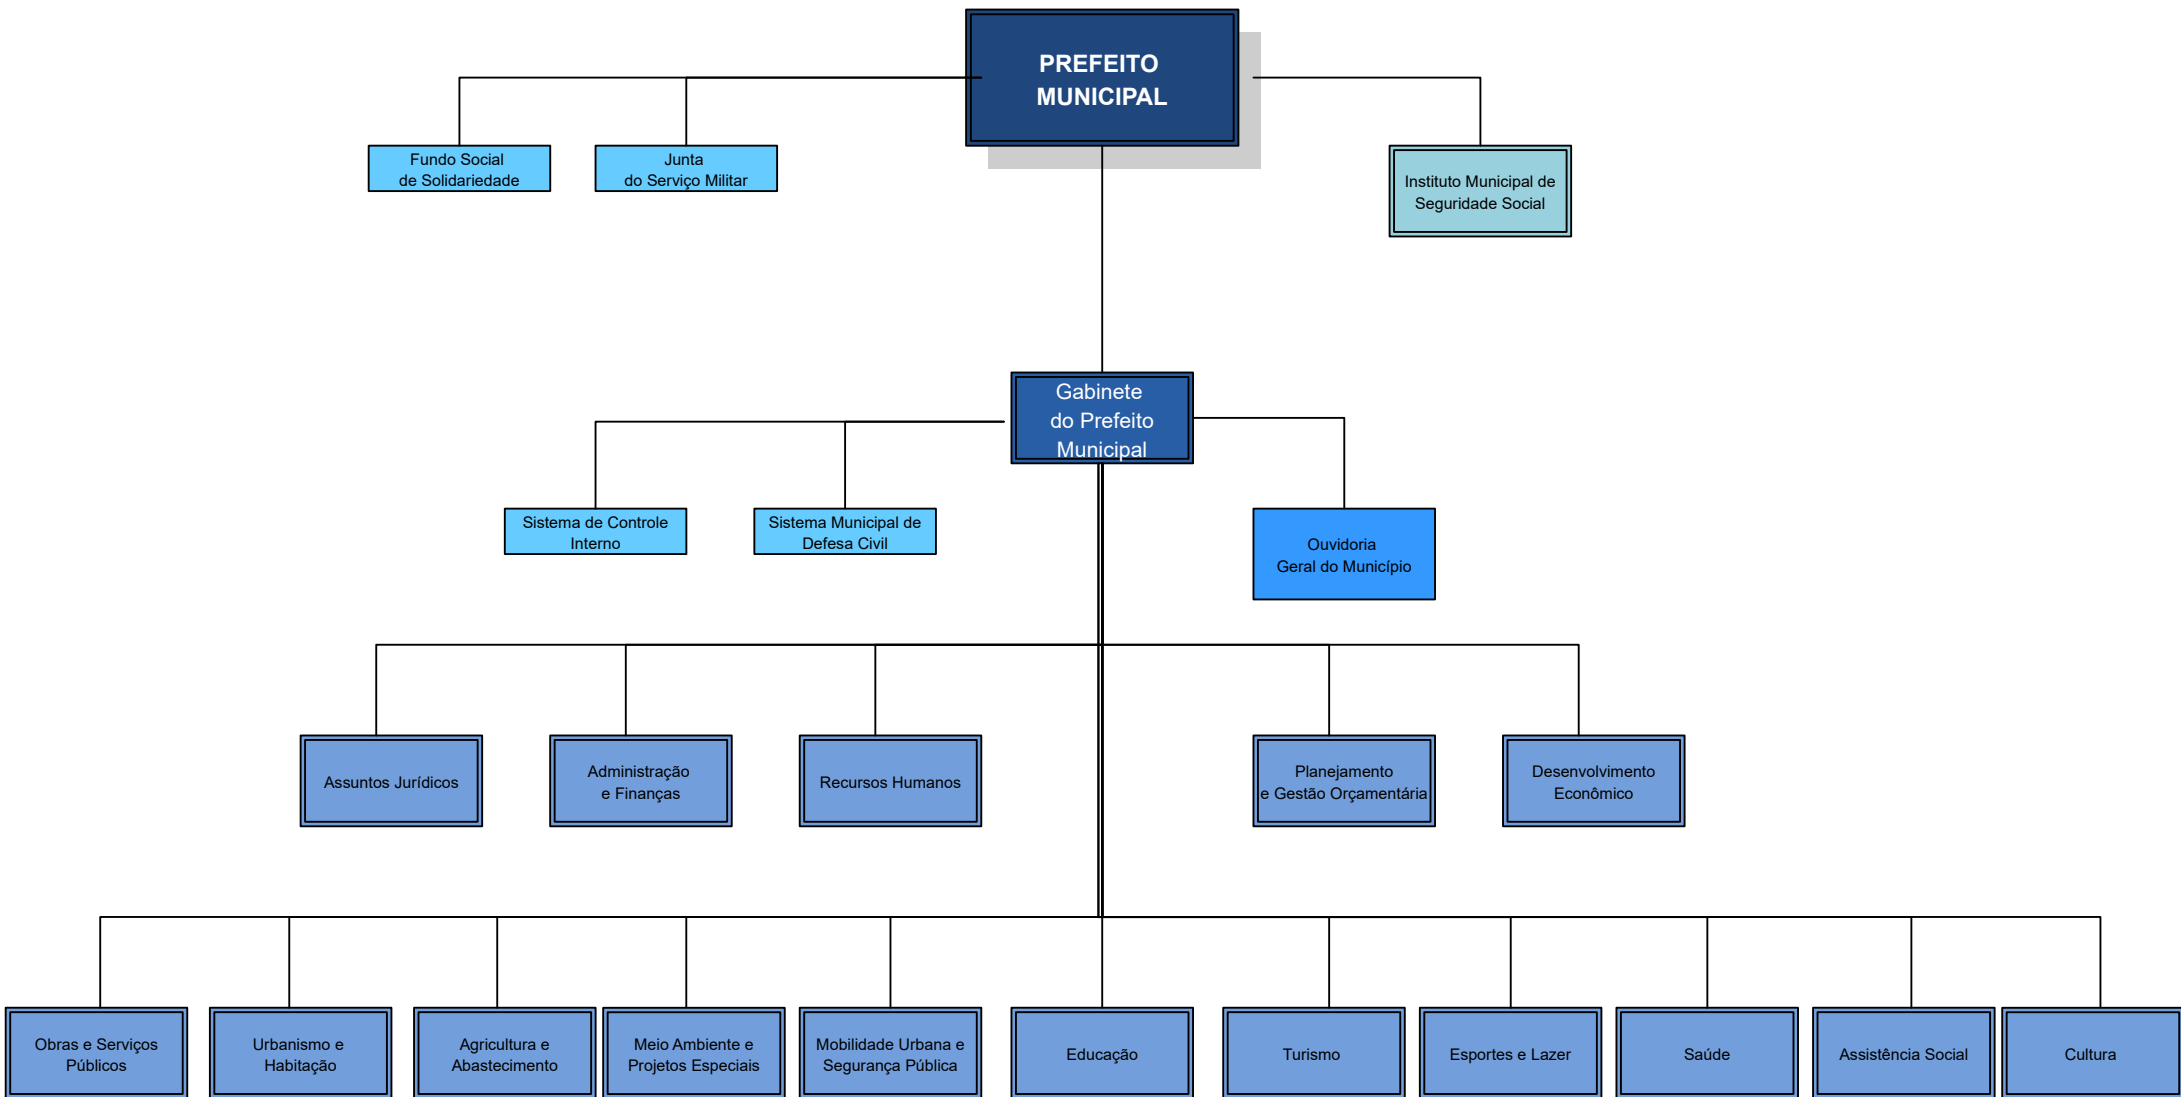 PREFEITO
MUNICIPAL
Fundo Social
de Solidariedade
Junta
do Serviço Militar
Instituto Municipal de
Seguridade Social
Gabinete
do Prefeito
Municipal
Sistema de Controle
Interno
Sistema Municipal de
Defesa Civil
Ouvidoria
Geral do Município
Assuntos Jurídicos
Administração
e Finanças
Recursos Humanos
Planejamento
e Gestão Orçamentária
Desenvolvimento
Econômico
Obras e Serviços
Públicos
Urbanismo e
Habitação
Agricultura e
Abastecimento
Meio Ambiente e
Projetos Especiais
Mobilidade Urbana e
Segurança Pública
Educação
Turismo
Esportes e Lazer
Saúde
Assistência Social
Cultura